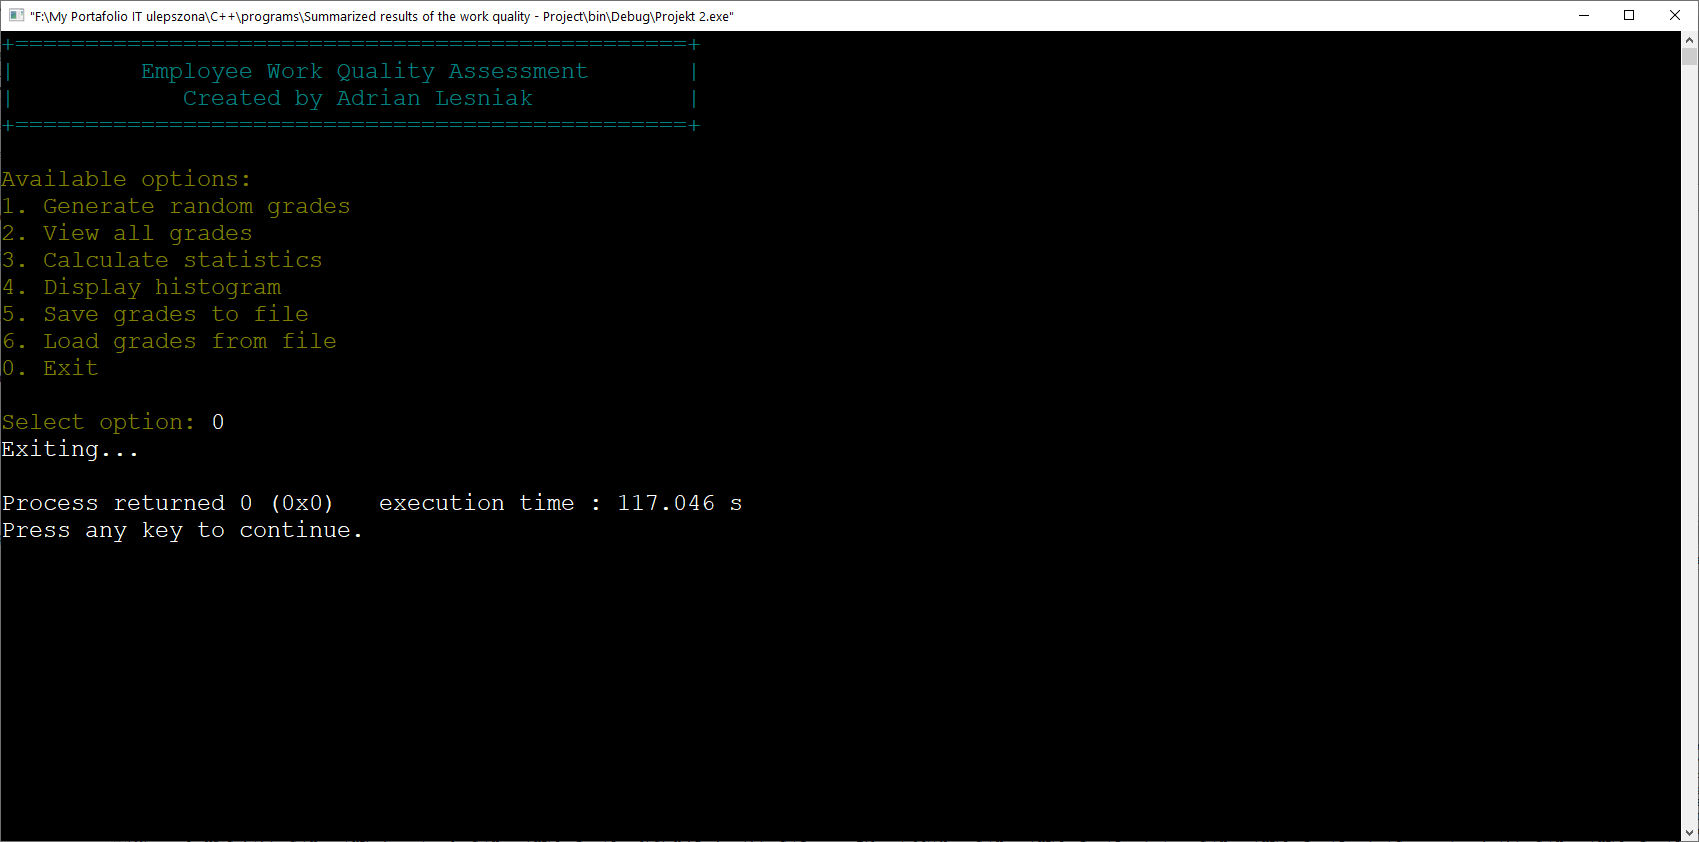 "F:\My Portafolio IT ulepszona\C++\programs\Summarized results of the work quality - Project\bin\Debug\Projekt 2.exe"
+================================================+
|         Employee Work Quality Assessment       |
|            Created by Adrian Lesniak           |
+================================================+
Available options:
1. Generate random grades
2. View all grades
3. Calculate statistics
4. Display histogram
5. Save grades to file
6. Load grades from file
0. Exit
Select option: 0
Exiting...
Process returned 0 (0x0)   execution time : 117.046 s
Press any key to continue.